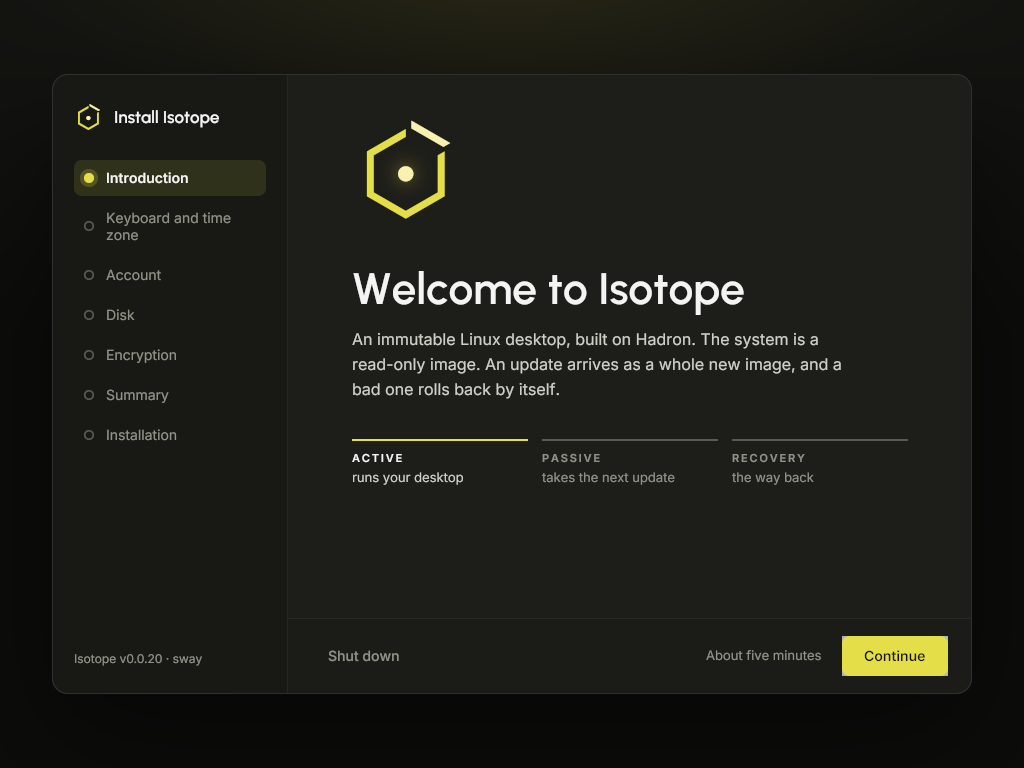 Install Isotope
Introduction
Keyboard and time
zone
Account
Disk
Encryption
Summary
Installation
Isotope v0.0.20 · sway
Welcome to Isotope
An immutable Linux desktop, built on Hadron. The system is a
read-only image. An update arrives as a whole new image, and a
bad one rolls back by itself.
ACTIVE
runs your desktop
PASSIVE
takes the next update
RECOVERY
the way back
Shut down
About five minutes
Continue